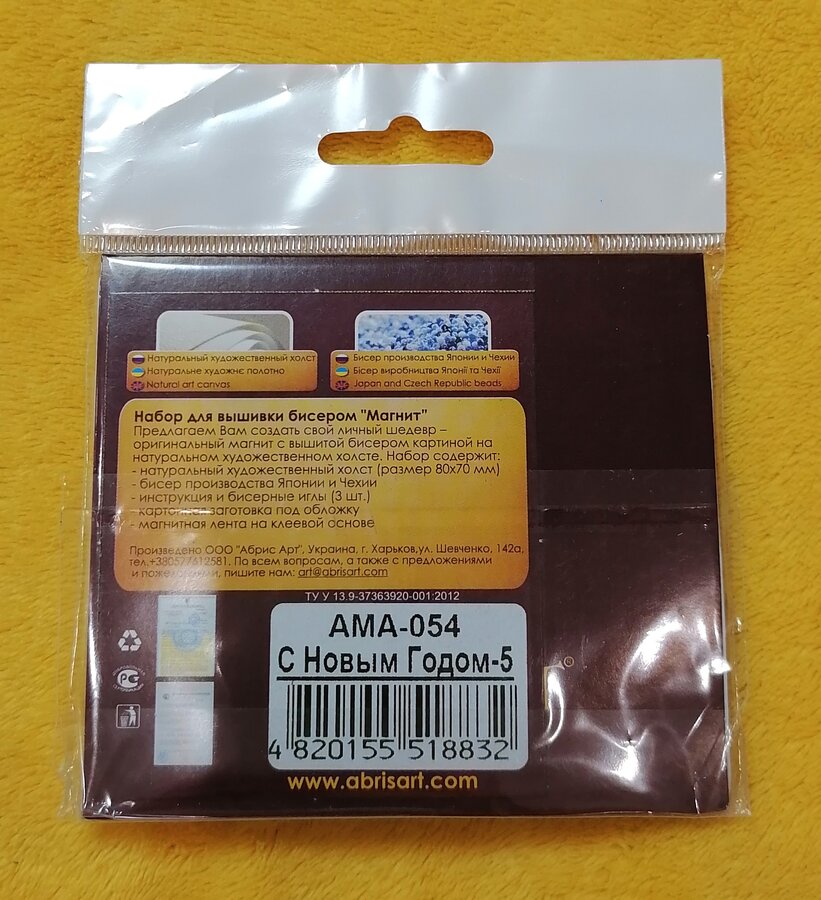 Натуральный художественный холст
Натуральне художнє полотно
Natural art canvas
Бисер производства Японии и Чехии
Бісер виробництва Японії та Чехії
Japan and Czech Republic beads
Набор для вышивки бисером "Магнит"
Предлагаем Вам создать свой личный шедевр –
оригинальный магнит с вышитой бисером картиной на
натуральном художественном холсте. Набор содержит:
- натуральный художественный холст (размер 80x70 мм)
- бисер производства Японии и Чехии
- инструкция и бисерные иглы (3 шт.)
- картонная заготовка под обложку
- магнитная лента на клеевой основе
Произведено ООО "Абрис Арт", Украина, г. Харьков,ул. Шевченко, 142а,
тел.+380577612581. По всем вопросам, а также с предложениями
и пожеланиями, пишите нам: art@abrisart.com
ТУ У 13.9-37363920-001:2012
AMA-054
С Новым Годом-5
4 820155 518832
www.abrisart.com